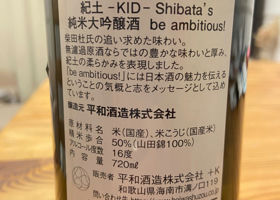 紀土 -KID- Shibata's
純米大吟醸酒 be ambitious!
柴田杜氏の追い求めた味わい。
無濾過原酒ならではの豊かな味わいと厚み、
紀土の柔らかみを表現しました。
「be ambitious!」には日本酒の魅力を伝える
ということの気概と志をメッセージとして込め
ています。
醸造元 平和酒造株式会社
原材料名 米(国産)、米こうじ(国産米)
精米歩合 50%(山田錦100%)
アルコール度数 16度
内容量 720ml
販売者 平和酒造株式会社 +K
和歌山県海南市溝ノ口119